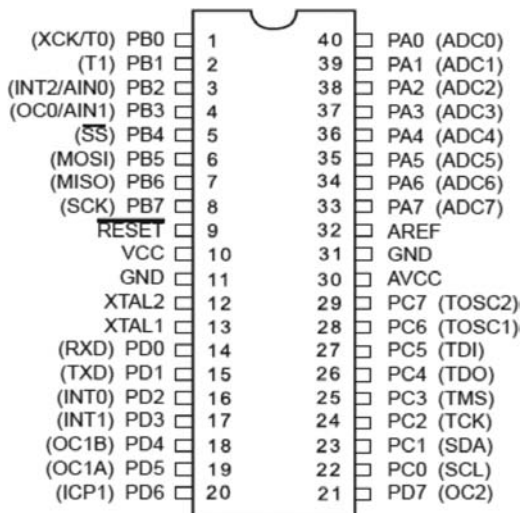 (XCK/T0) PB0 1 40 PA0 (ADC0)
(T1) PB1 2 39 PA1 (ADC1)
(INT2/AIN0) PB2 3 38 PA2 (ADC2)
(OC0/AIN1) PB3 4 37 PA3 (ADC3)
(SS) PB4 5 36 PA4 (ADC4)
(MOSI) PB5 6 35 PA5 (ADC5)
(MISO) PB6 7 34 PA6 (ADC6)
(SCK) PB7 8 33 PA7 (ADC7)
RESET 9 32 AREF
VCC 10 31 GND
GND 11 30 AVCC
XTAL2 12 29 PC7 (TOSC2)
XTAL1 13 28 PC6 (TOSC1)
(RXD) PD0 14 27 PC5 (TDI)
(TXD) PD1 15 26 PC4 (TDO)
(INT0) PD2 16 25 PC3 (TMS)
(INT1) PD3 17 24 PC2 (TCK)
(OC1B) PD4 18 23 PC1 (SDA)
(OC1A) PD5 19 22 PC0 (SCL)
(ICP1) PD6 20 21 PD7 (OC2)